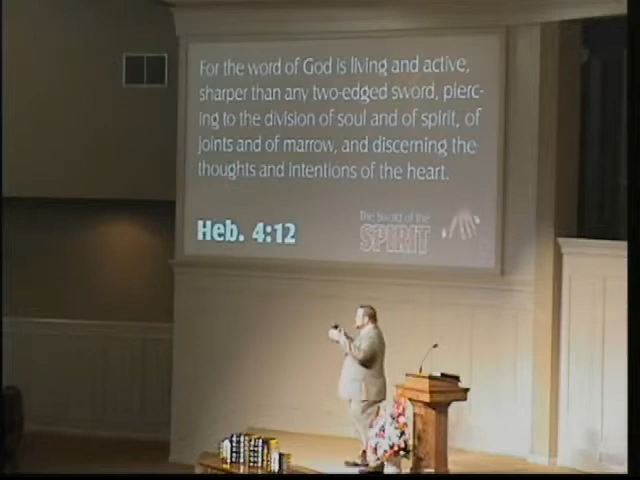 For the word of God is living and active,
sharper than any two-edged sword, pierc-
ing to the division of soul and of spirit, of
joints and of marrow, and discerning the
thoughts and intentions of the heart.
Heb. 4:12
The Sword of the
SPIRIT